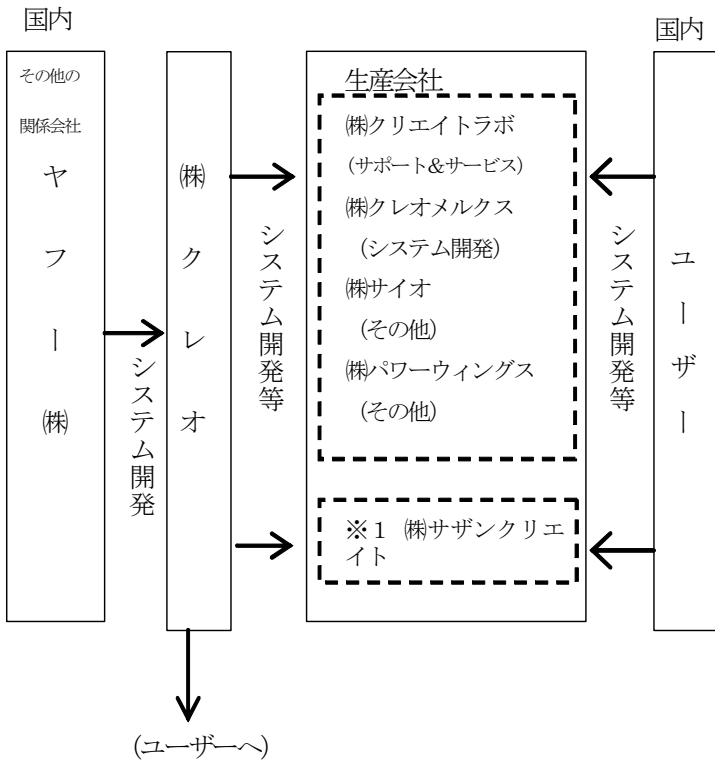 国内
国内
その他の
関係会社
ヤフー㈱
システム開発
㈱クレオ
システム開発等
生産会社
㈱クリエイトラボ
(サポート&サービス)
㈱クレオメルクス
(システム開発)
㈱サイオ
(その他)
㈱パワーウィングス
(その他)
※1 ㈱サザンクリエ
イト
システム開発等
ユーザー
(ユーザーへ)